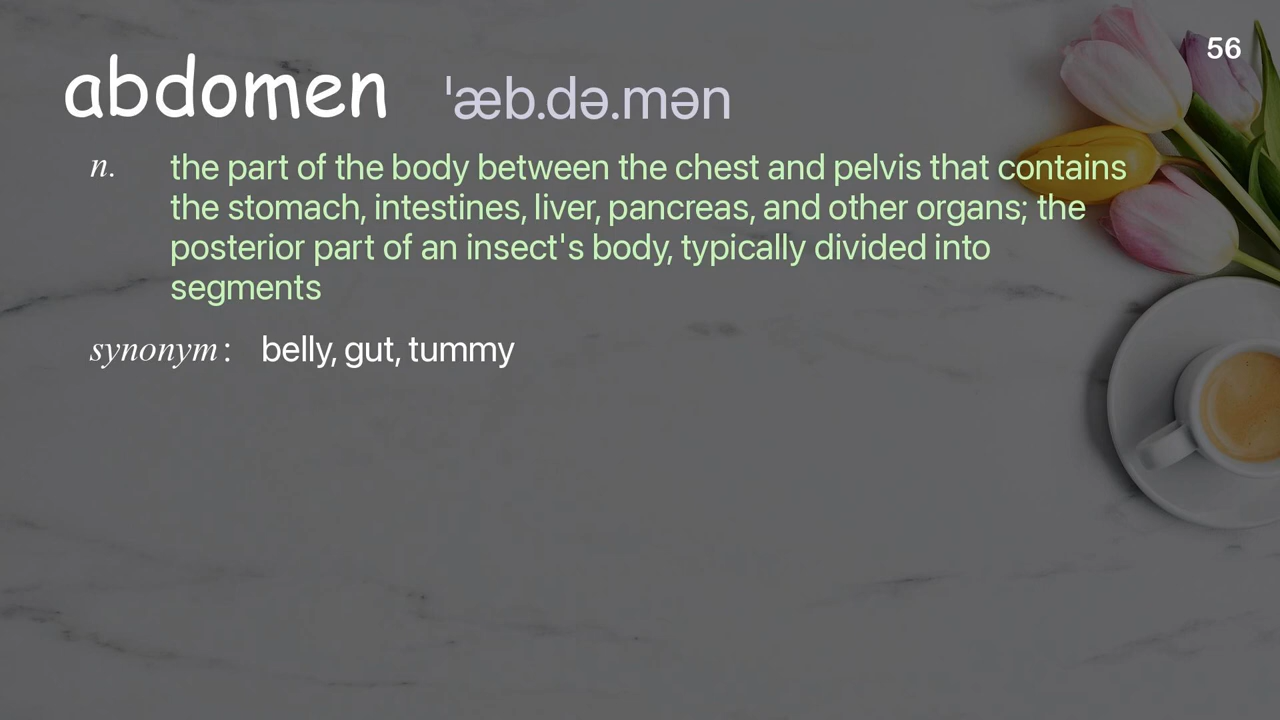 56
abdomen ˈæb.də.mən
n. the part of the body between the chest and pelvis that contains
the stomach, intestines, liver, pancreas, and other organs; the
posterior part of an insect's body, typically divided into
segments
synonym: belly, gut, tummy